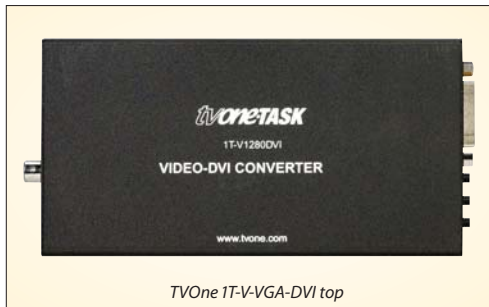 tvONE-TASK
1T-V1280DVI
VIDEO-DVI CONVERTER
www.tvone.com
TVOne 1T-V-VGA-DVI top